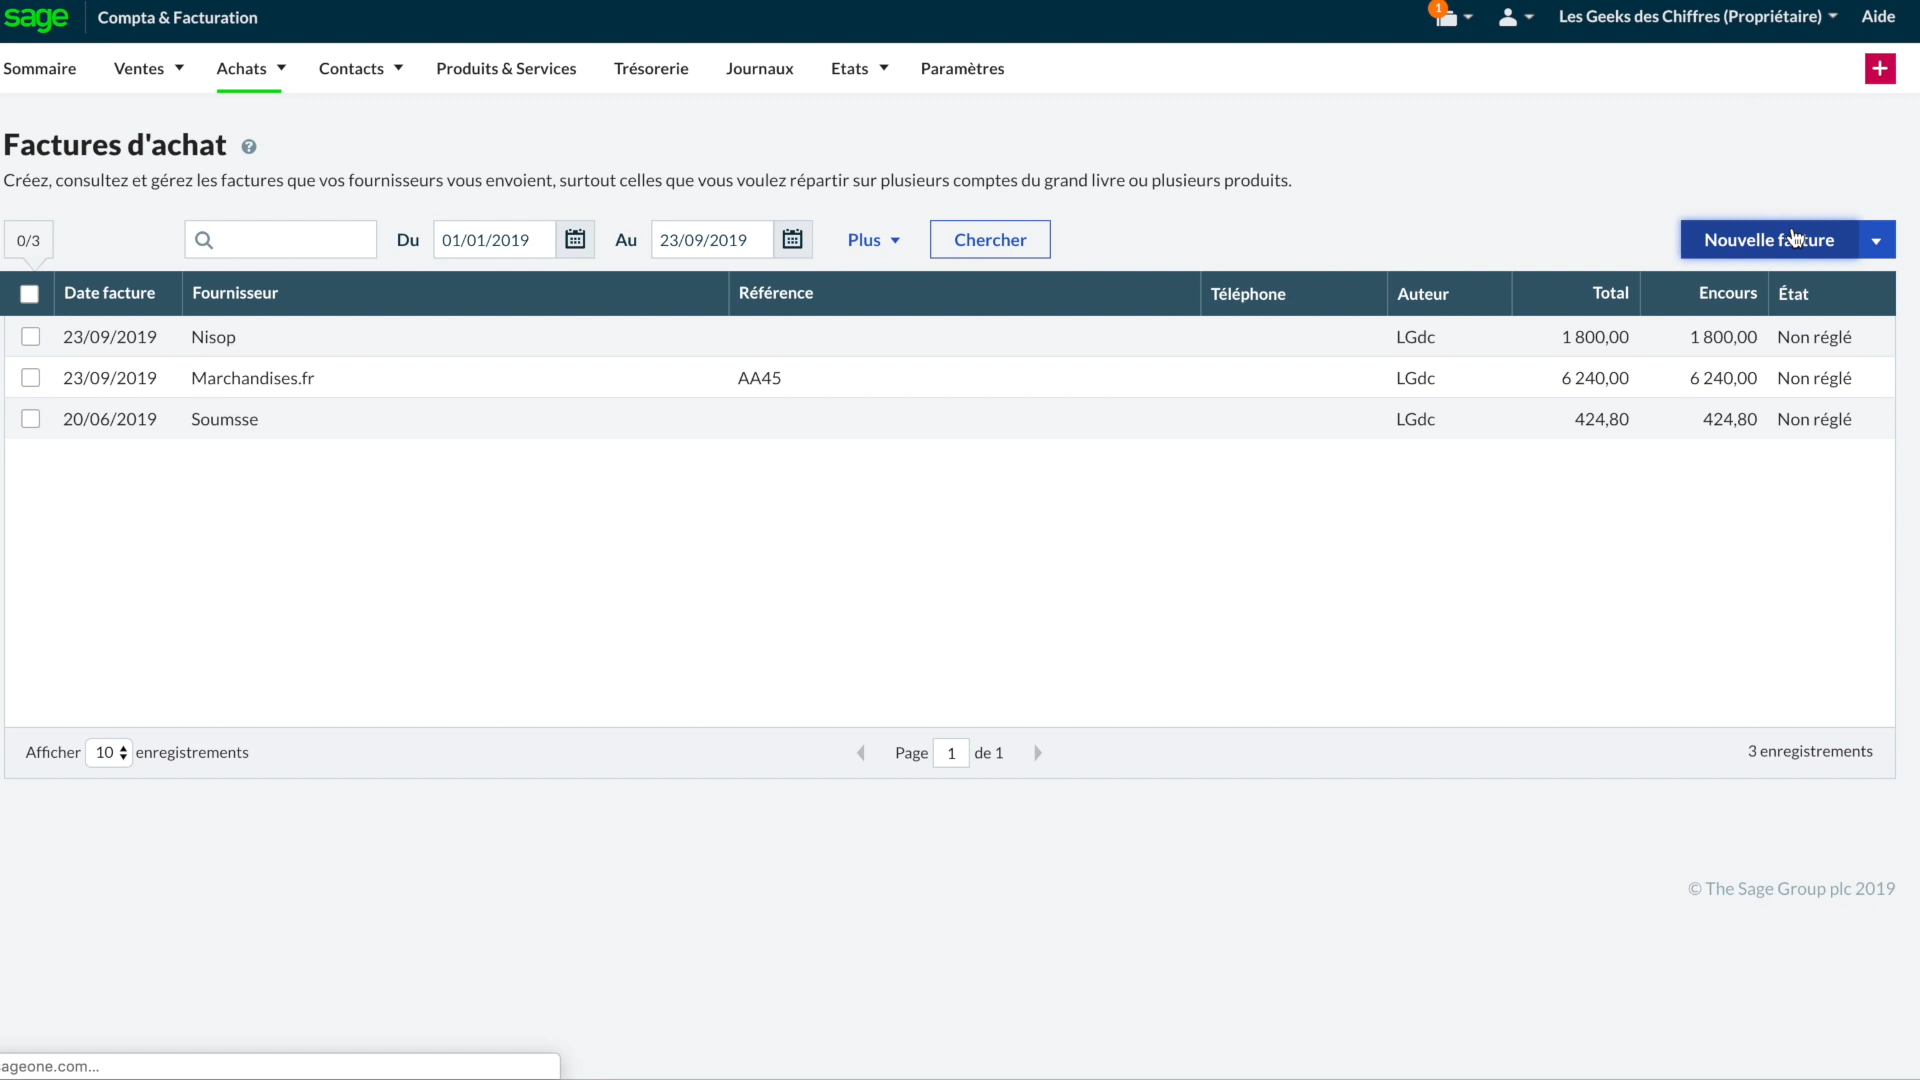 sage
Compta & Facturation
1
Les Geeks des Chiffres (Propriétaire)
Aide
Sommaire
Ventes
Achats
Contacts
Produits & Services
Trésorerie
Journaux
Etats
Paramètres
+
Factures d'achat ?
Créez, consultez et gérez les factures que vos fournisseurs vous envoient, surtout celles que vous voulez répartir sur plusieurs comptes du grand livre ou plusieurs produits.
0/3
Du 01/01/2019
Au 23/09/2019
Plus
Chercher
Nouvelle facture
Date facture Fournisseur Référence Téléphone Auteur Total Encours État
23/09/2019 Nisop LGdc 1 800,00 1 800,00 Non réglé
23/09/2019 Marchandises.fr AA45 LGdc 6 240,00 6 240,00 Non réglé
20/06/2019 Soumsse LGdc 424,80 424,80 Non réglé
Afficher 10 enregistrements
Page 1 de 1
3 enregistrements
© The Sage Group plc 2019
ageone.com...